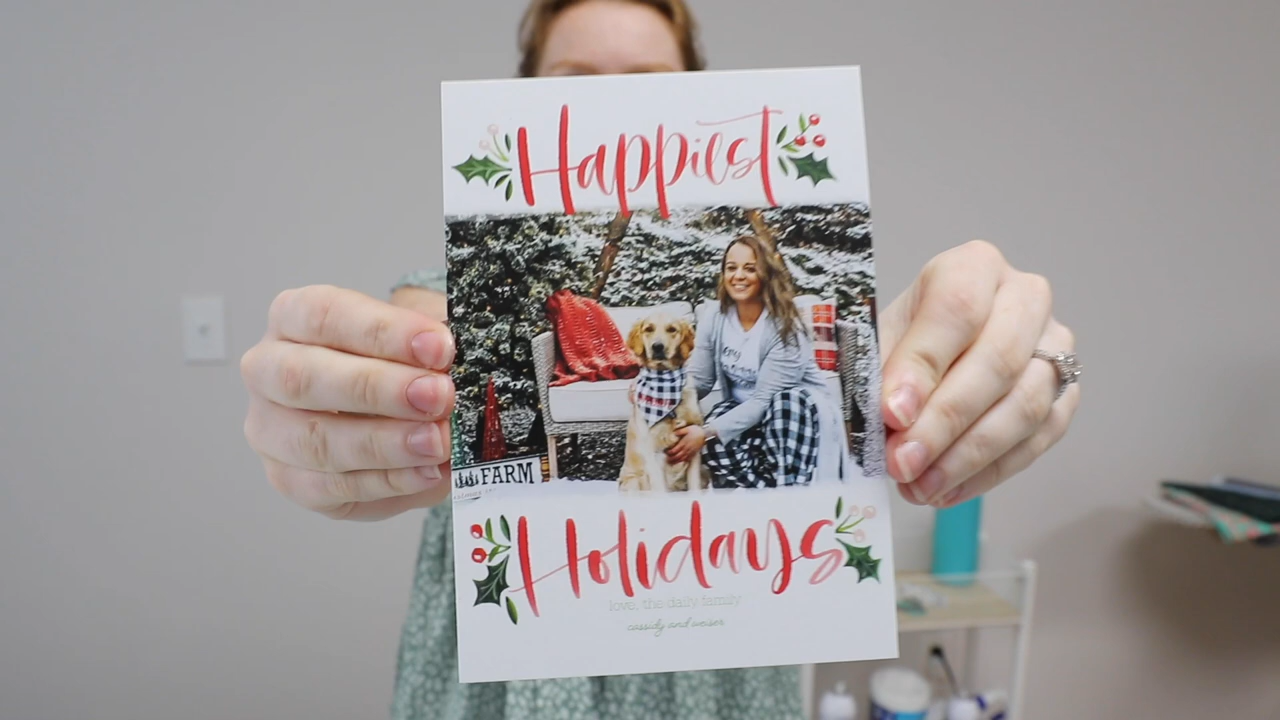 Happiest
FARM
Holidays
love, the daily family
cassidy and weiser